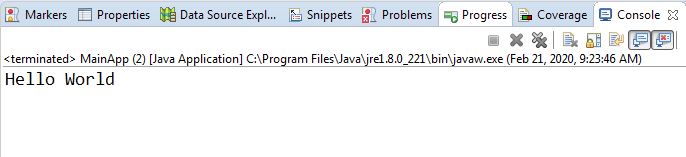 Markers Properties Data Source Expl... Snippets Problems Progress Coverage Console
<terminated> MainApp (2) [Java Application] C:\Program Files\Java\jre1.8.0_221\bin\javaw.exe (Feb 21, 2020, 9:23:46 AM)
Hello World